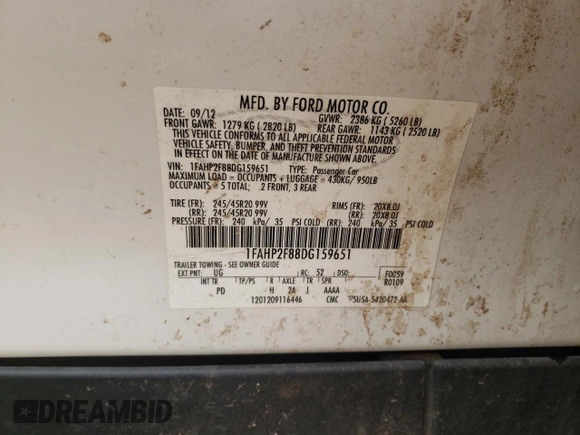 MFD. BY FORD MOTOR CO.
DATE: 09/12 GVWR: 2386 KG ( 5260 LB)
FRONT GAWR: 1279 KG ( 2820 LB) REAR GAWR: 1143 KG ( 2520 LB)
THIS VEHICLE CONFORMS TO ALL APPLICABLE FEDERAL MOTOR
VEHICLE SAFETY, BUMPER, AND THEFT PREVENTION STANDARDS
IN EFFECT ON THE DATE OF MANUFACTURE SHOWN ABOVE.
VIN: 1FAHP2F88DG159651 TYPE: Passenger Car
MAXIMUM LOAD = OCCUPANTS + LUGGAGE = 430KG/ 950LB
OCCUPANTS = 5 TOTAL: 2 FRONT, 3 REAR
TIRE (FR): 245/45R20 99V RIMS (FR): 20X8.0J
(RR): 245/45R20 99V (RR): 20X8.0J
PRESSURE (FR): 240 kPa/ 35 PSI COLD (RR): 240 kPa/ 35 PSI COLD
1FAHP2F88DG159651
TRAILER TOWING - SEE OWNER GUIDE
EXT PNT: UG RC: 52 DSO: F0059
INT TR TP/PS R AXLE TR SPR R0109
PD H 2A J AAAA
1201209116446 CMC
DREAMBID